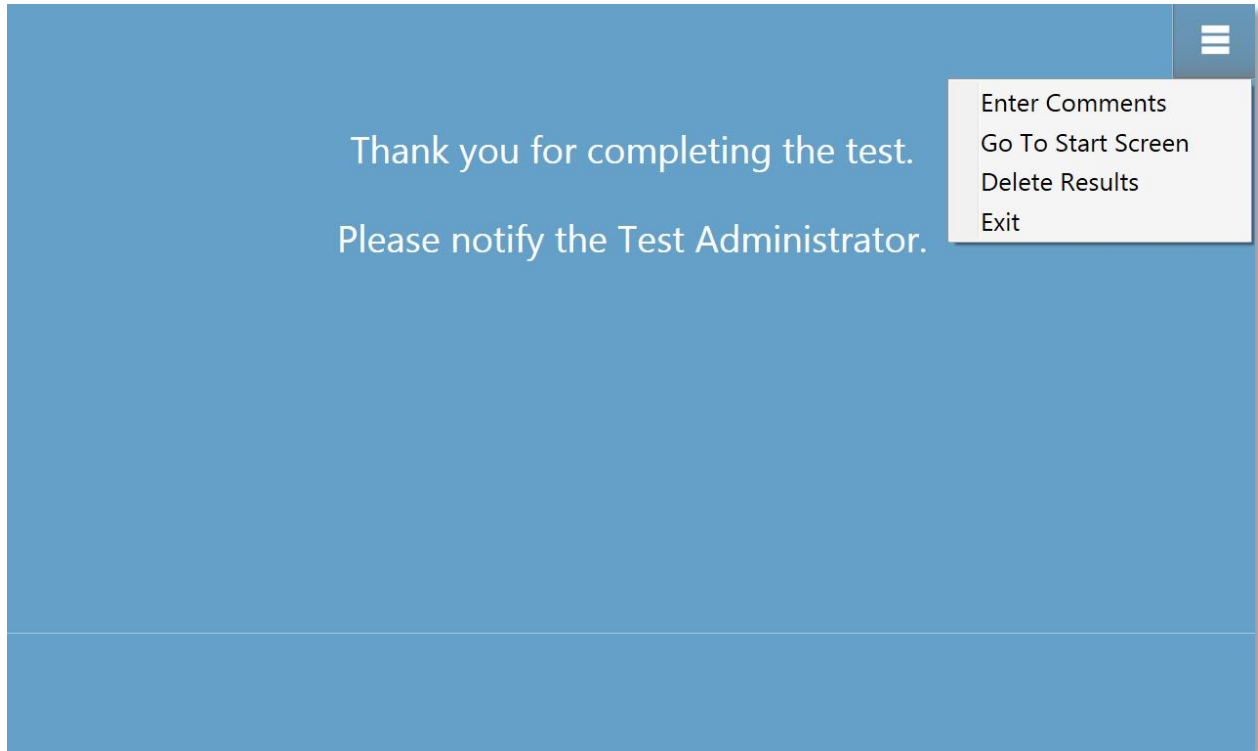 Enter Comments
Go To Start Screen
Delete Results
Exit
Thank you for completing the test.
Please notify the Test Administrator.